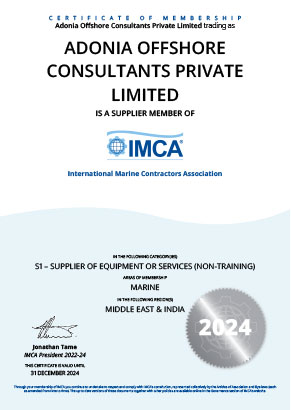 CERTIFICATE OF MEMBERSHIP
Adonia Offshore Consultants Private Limited trading as
ADONIA OFFSHORE
CONSULTANTS PRIVATE
LIMITED
IS A SUPPLIER MEMBER OF
IMCA
International Marine Contractors Association
IN THE FOLLOWING CATEGORY(IES)
S1 – SUPPLIER OF EQUIPMENT OR SERVICES (NON-TRAINING)
AREAS OF MEMBERSHIP
MARINE
IN THE FOLLOWING REGION(S)
MIDDLE EAST & INDIA
2024
Jonathan Tame
IMCA President 2022-24
THIS CERTIFICATE IS VALID UNTIL
31 DECEMBER 2024